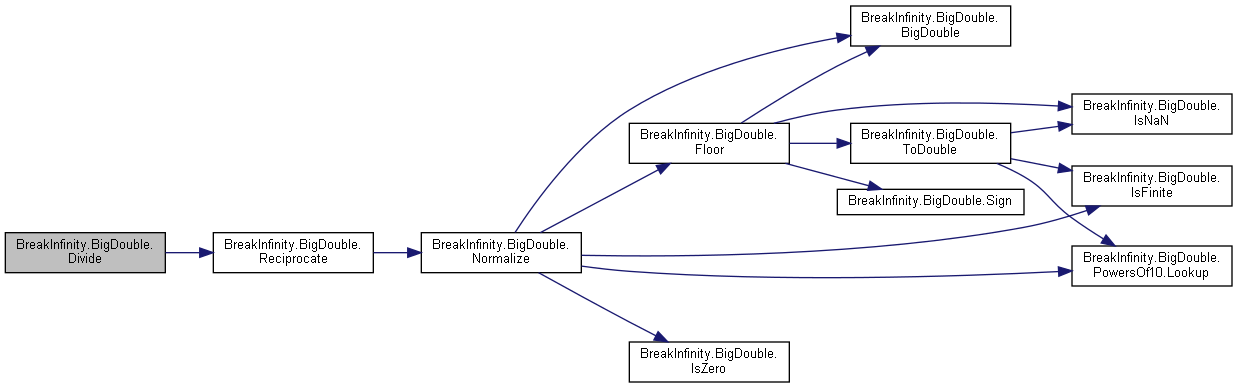 BreakInfinity.BigDouble.
Divide
BreakInfinity.BigDouble.
Reciprocate
BreakInfinity.BigDouble.
Normalize
BreakInfinity.BigDouble.
BigDouble
BreakInfinity.BigDouble.
Floor
BreakInfinity.BigDouble.
ToDouble
BreakInfinity.BigDouble.Sign
BreakInfinity.BigDouble.
IsNaN
BreakInfinity.BigDouble.
IsFinite
BreakInfinity.BigDouble.
PowersOf10.Lookup
BreakInfinity.BigDouble.
IsZero